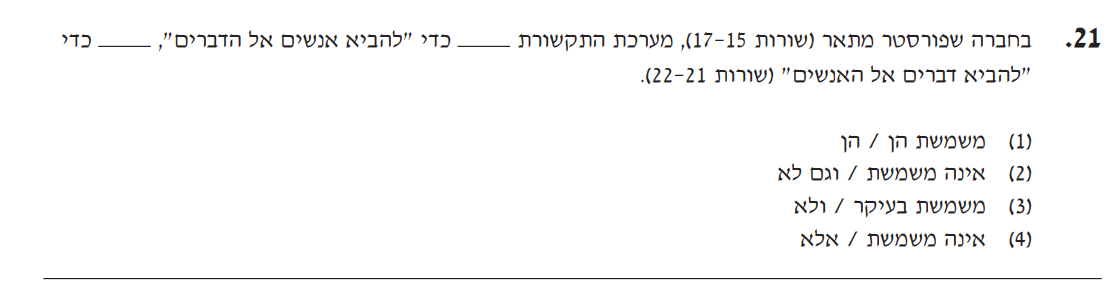 21. בחברה שפורסטר מתאר (שורות 17-15), מערכת התקשורת _____ כדי "להביא אנשים אל הדברים", _____ כדי
"להביא דברים אל האנשים" (שורות 22-21).
(1) משמשת הן / הן
(2) אינה משמשת / וגם לא
(3) משמשת בעיקר / ולא
(4) אינה משמשת / אלא